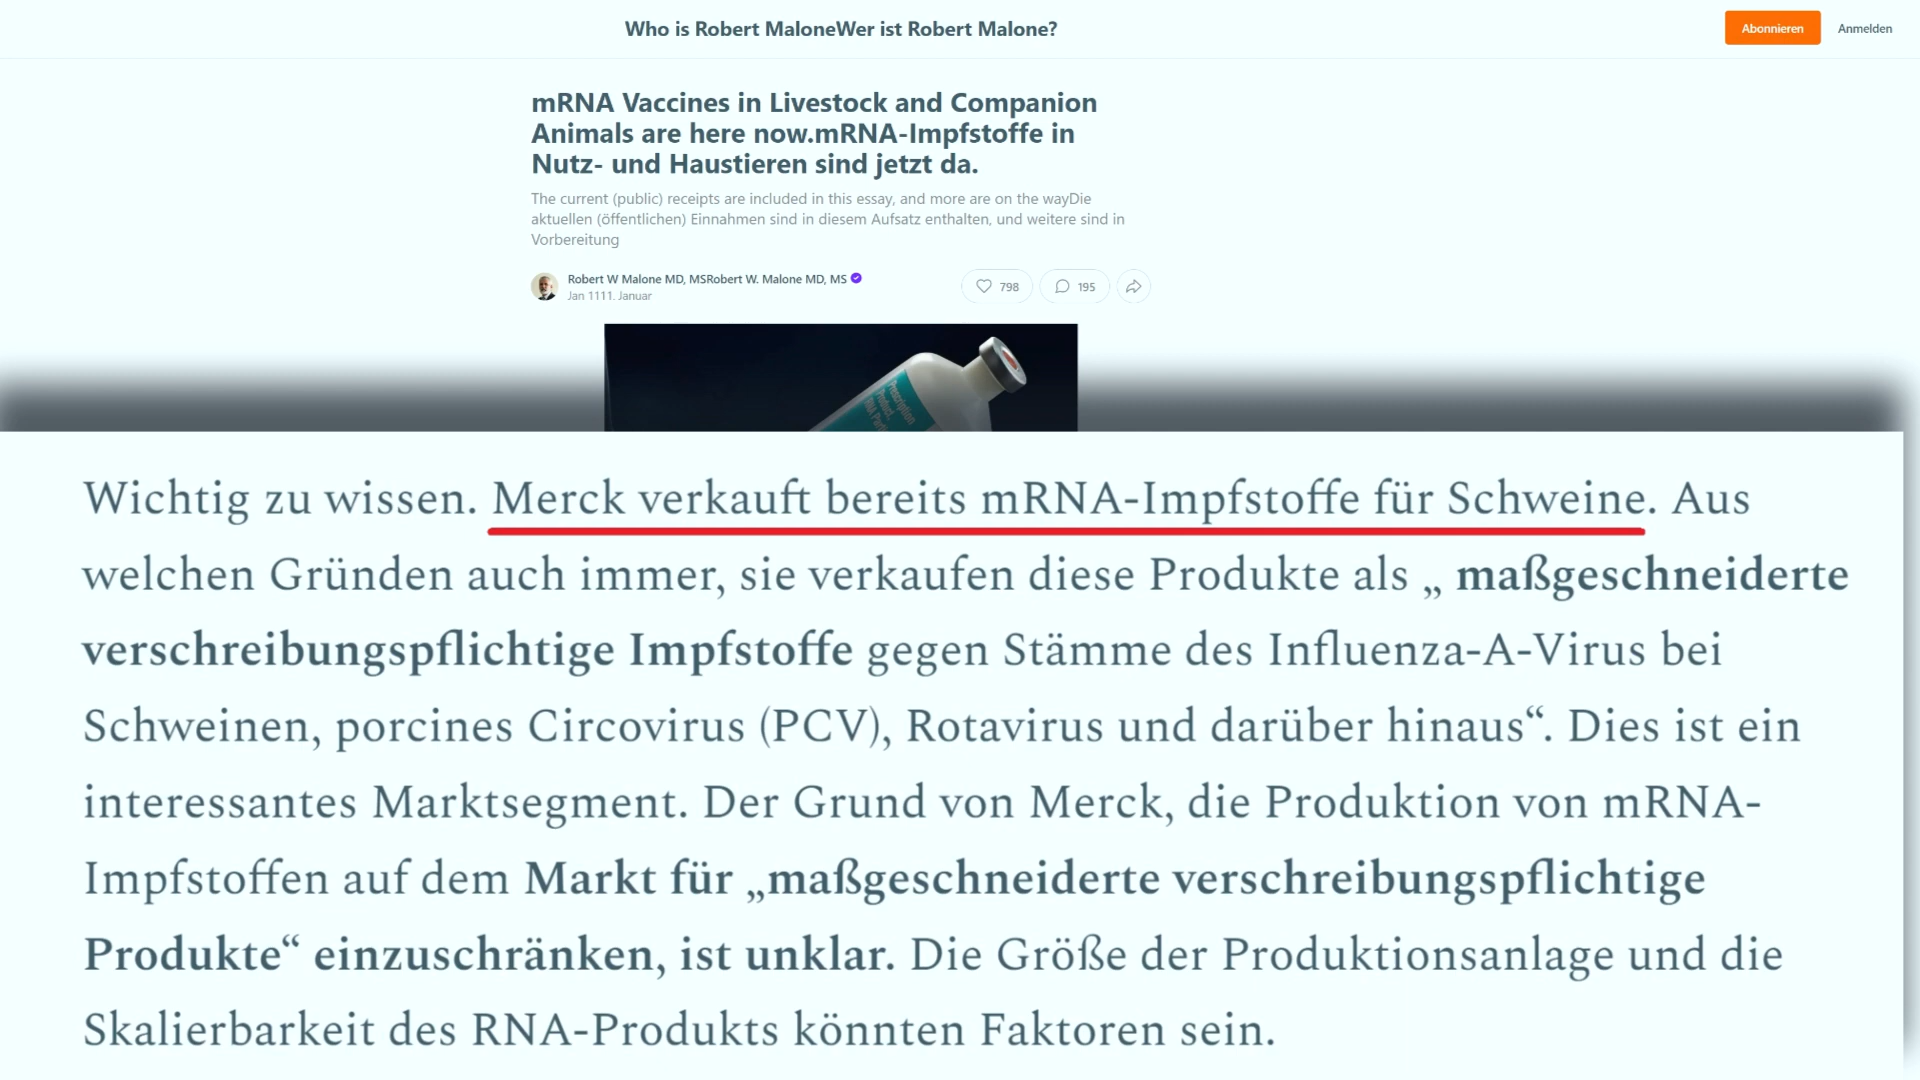 Who is Robert MaloneWer ist Robert Malone?
Abonnieren
Anmelden
mRNA Vaccines in Livestock and Companion
Animals are here now.mRNA-Impfstoffe in
Nutz- und Haustieren sind jetzt da.
The current (public) receipts are included in this essay, and more are on the wayDie
aktuellen (öffentlichen) Einnahmen sind in diesem Aufsatz enthalten, und weitere sind in
Vorbereitung
Robert W Malone MD, MSRobert W. Malone MD, MS
Jan 1111. Januar
798
195
Prescription
Product,
RNA Particle
Wichtig zu wissen. Merck verkauft bereits mRNA-Impfstoffe für Schweine. Aus
welchen Gründen auch immer, sie verkaufen diese Produkte als „ maßgeschneiderte
verschreibungspflichtige Impfstoffe gegen Stämme des Influenza-A-Virus bei
Schweinen, porcines Circovirus (PCV), Rotavirus und darüber hinaus“. Dies ist ein
interessantes Marktsegment. Der Grund von Merck, die Produktion von mRNA-
Impfstoffen auf dem Markt für „maßgeschneiderte verschreibungspflichtige
Produkte“ einzuschränken, ist unklar. Die Größe der Produktionsanlage und die
Skalierbarkeit des RNA-Produkts könnten Faktoren sein.